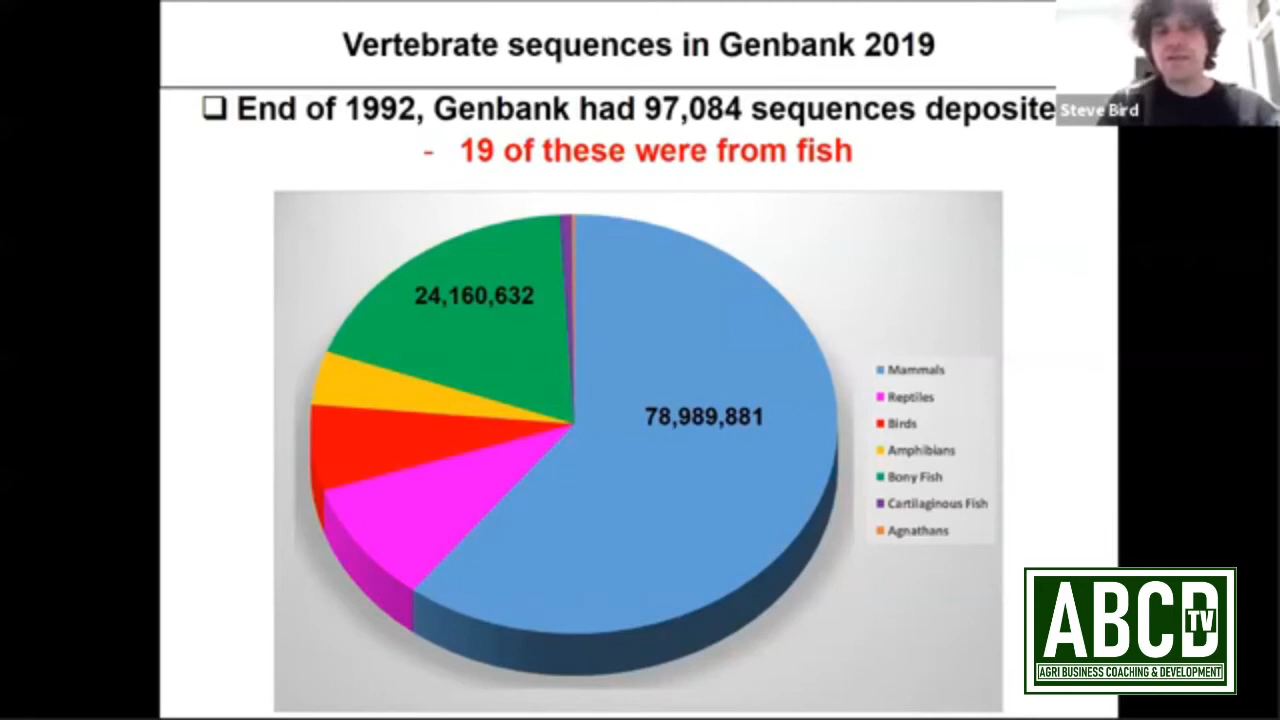 Vertebrate sequences in Genbank 2019
❑ End of 1992, Genbank had 97,084 sequences deposite
- 19 of these were from fish
Steve Bird
24,160,632
78,989,881
Mammals
Reptiles
Birds
Amphibians
Bony Fish
Cartilaginous Fish
Agnathans
ABCD
TV
AGRI BUSINESS COACHING & DEVELOPMENT